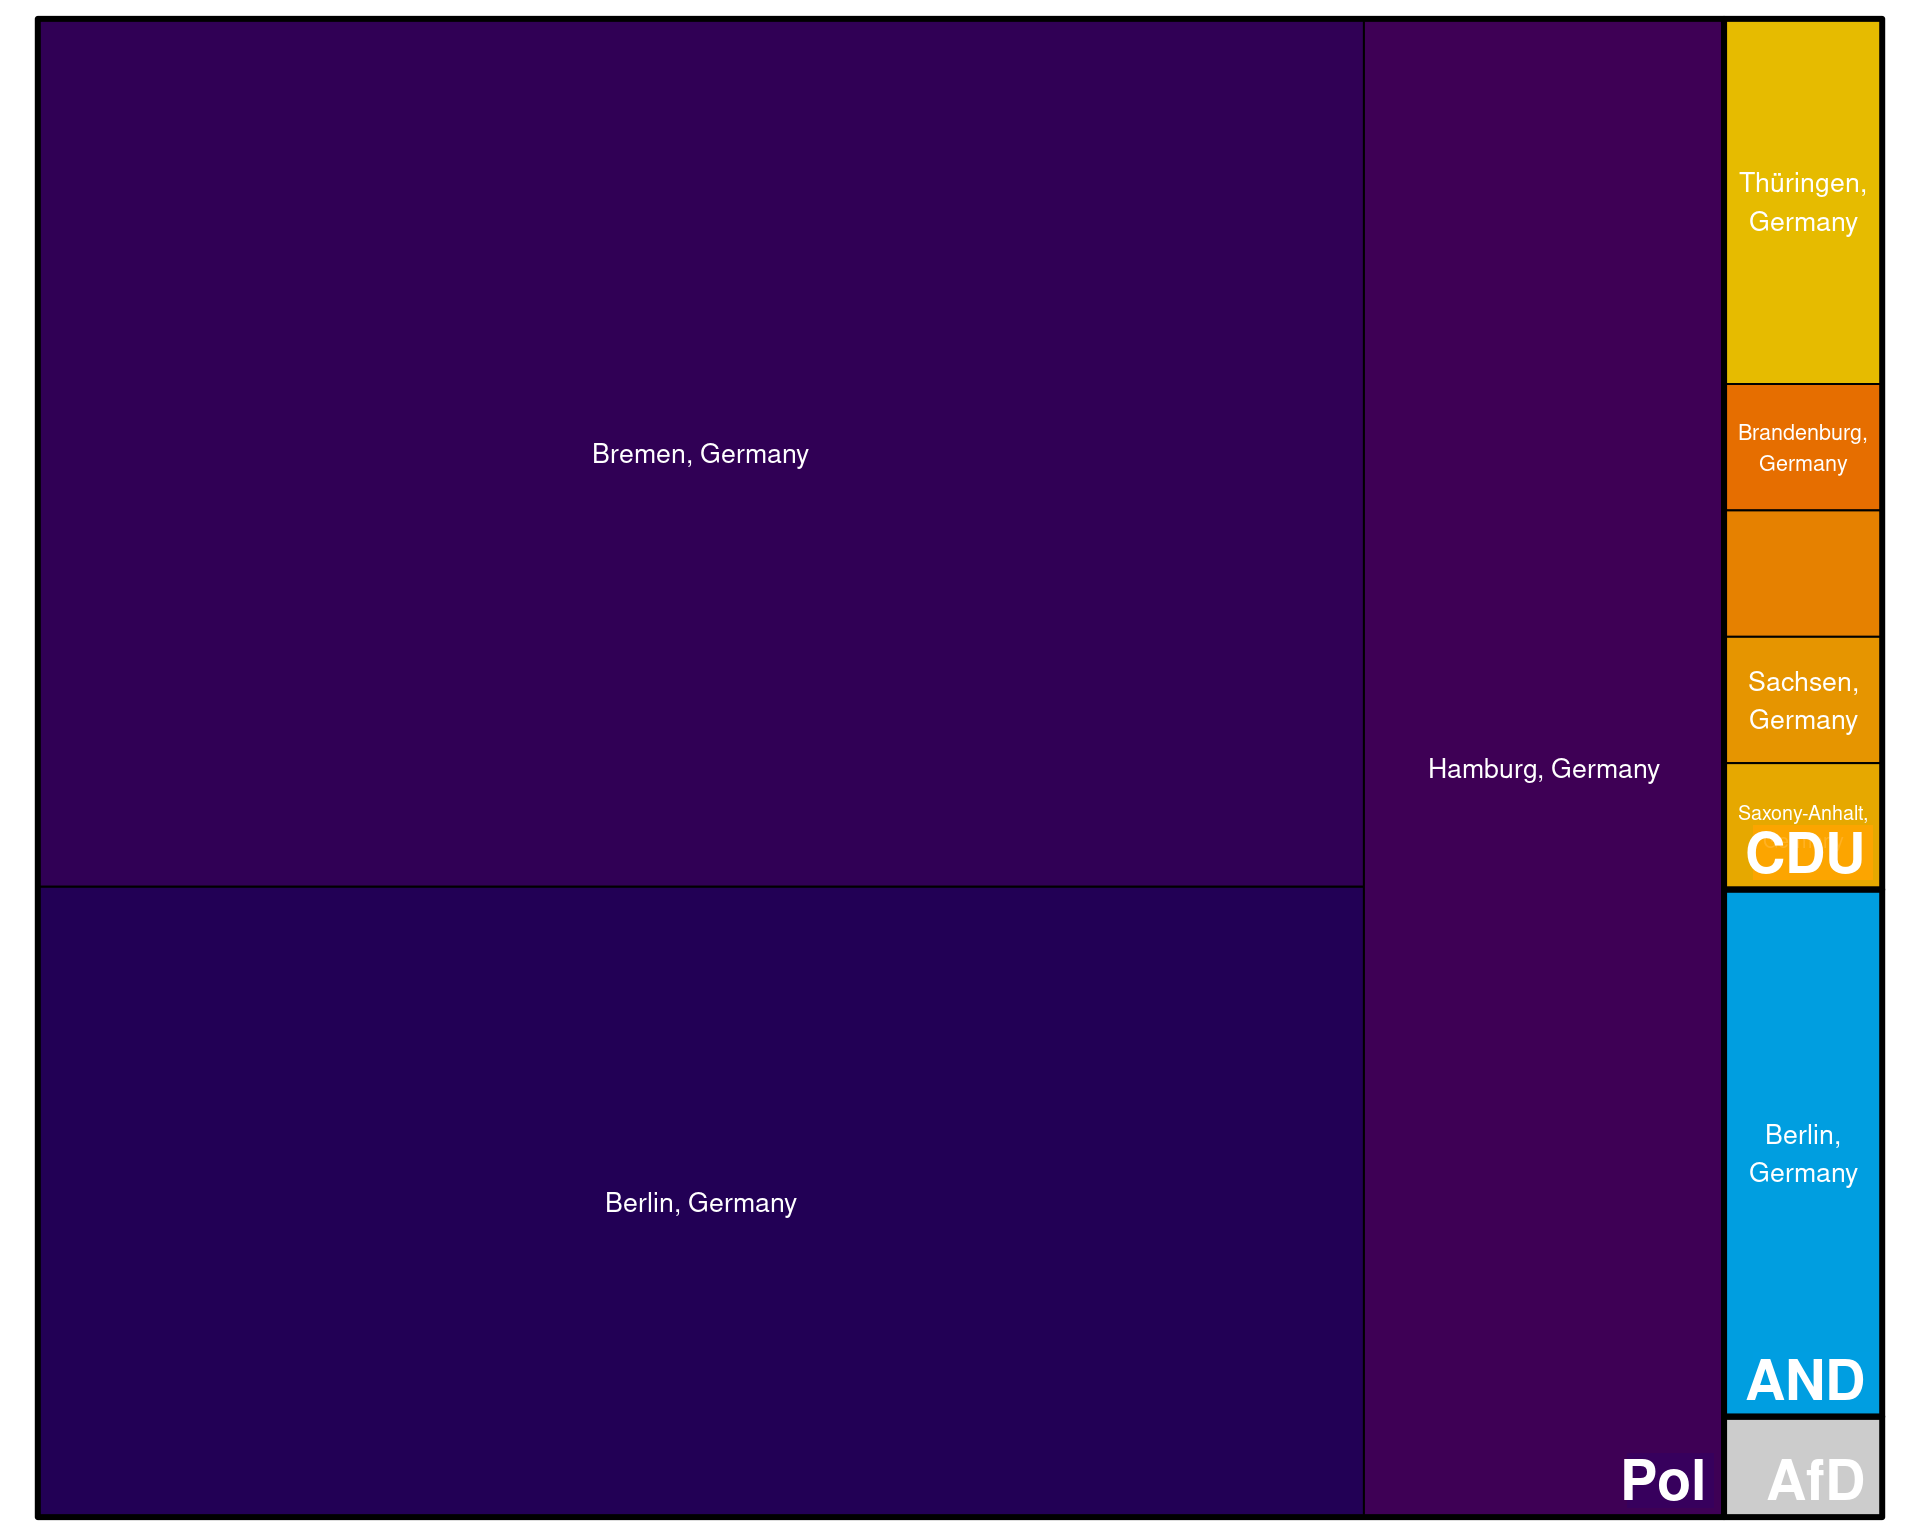 Bremen, Germany
Berlin, Germany
Hamburg, Germany
Pol
Thüringen,
Germany
Brandenburg,
Germany
Sachsen,
Germany
Saxony-Anhalt,
CDU
Berlin,
Germany
AND
AfD